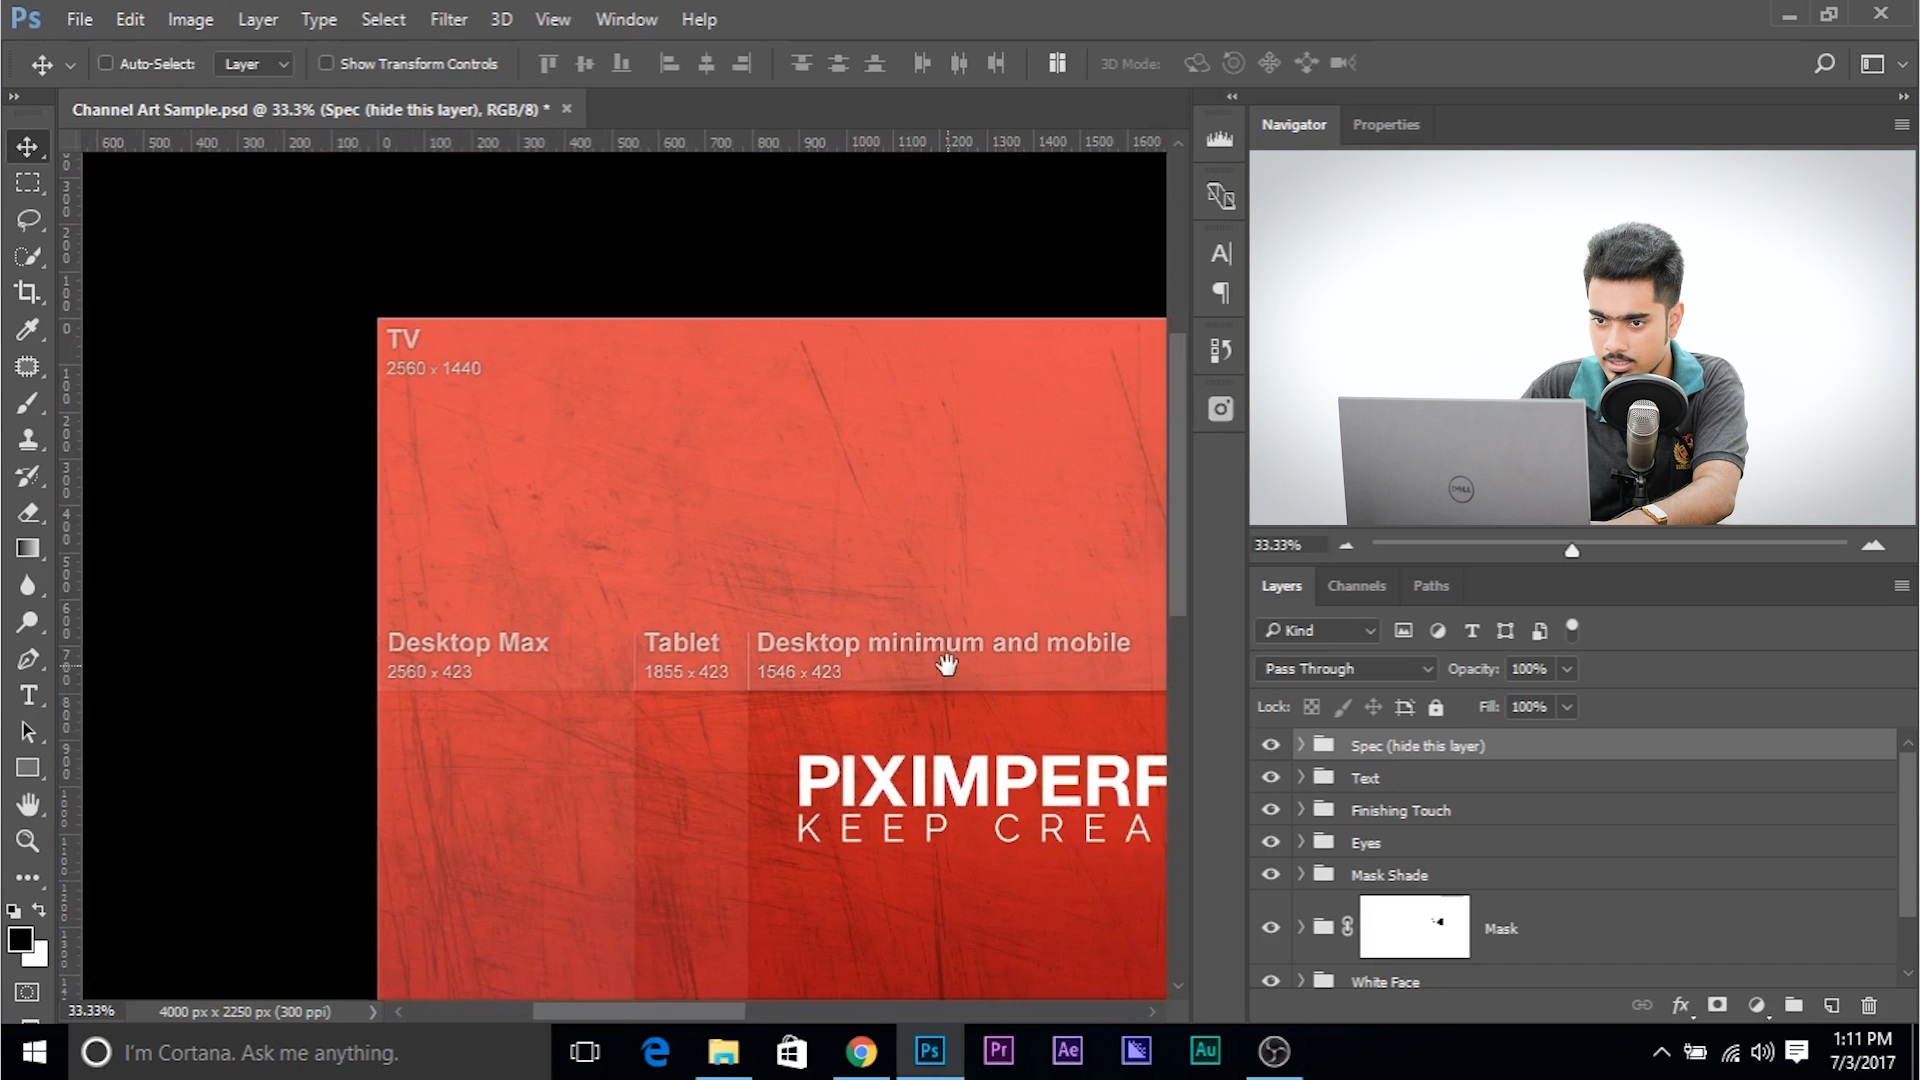 Ps File Edit Image Layer Type Select Filter 3D View Window Help
Auto-Select: Layer Show Transform Controls 3D Mode:
Channel Art Sample.psd @ 33.3% (Spec (hide this layer), RGB/8) *
600 500 400 300 200 100 0 100 200 300 400 500 600 700 800 900 1000 1100 1200 1300 1400 1500 1600
Navigator Properties
TV
2560 x 1440
DELL
33.33%
Layers Channels Paths
Kind
Desktop Max Tablet Desktop minimum and mobile
2560 x 423 1855 x 423 1546 x 423
Pass Through Opacity: 100%
Lock: Fill: 100%
PIXIMPERF
KEEP CREA
Spec (hide this layer)
Text
Finishing Touch
Eyes
Mask Shade
Mask
White Face
33.33% 4000 px x 2250 px (300 ppi)
fx
I'm Cortana. Ask me anything.
Ps Pr Ae Au
1:11 PM
7/3/2017